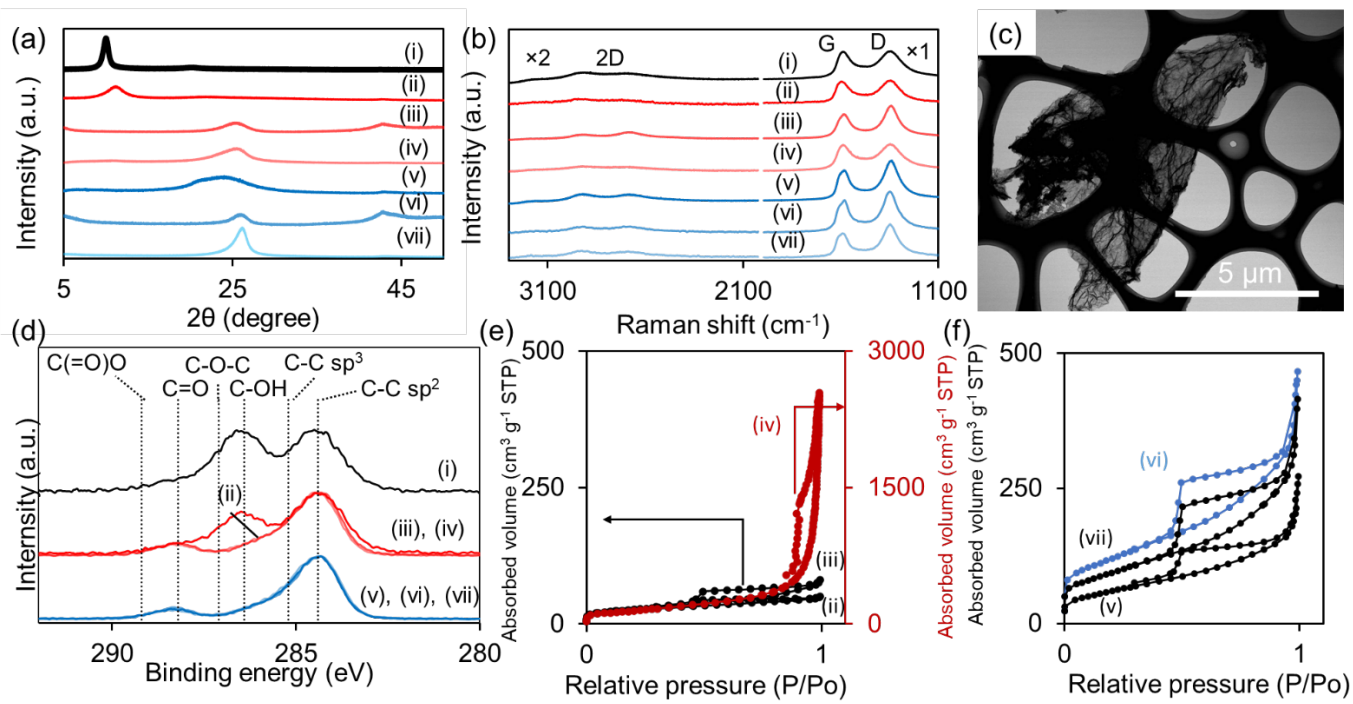 (a)
Internsity (a.u.)
(i)
(ii)
(iii)
(iv)
(v)
(vi)
(vii)
5 25 45
2θ (degree)
(b)
Internsity (a.u.)
×2 2D G D ×1
(i)
(ii)
(iii)
(iv)
(v)
(vi)
(vii)
3100 2100 1100
Raman shift (cm-1)
(c)
5 μm
(d)
Internsity (a.u.)
C(=O)O
C=O
C-O-C
C-OH
C-C sp3
C-C sp2
(i)
(ii)
(iii), (iv)
(v), (vi), (vii)
290 285 280
Binding energy (eV)
(e)
Absorbed volume (cm3 g-1 STP)
500
250
0
(iv)
(iii)
(ii)
3000
1500
0
Absorbed volume (cm3 g-1 STP)
0 1
Relative pressure (P/Po)
(f)
Absorbed volume (cm3 g-1 STP)
500
250
0
(vi)
(vii)
(v)
0 1
Relative pressure (P/Po)